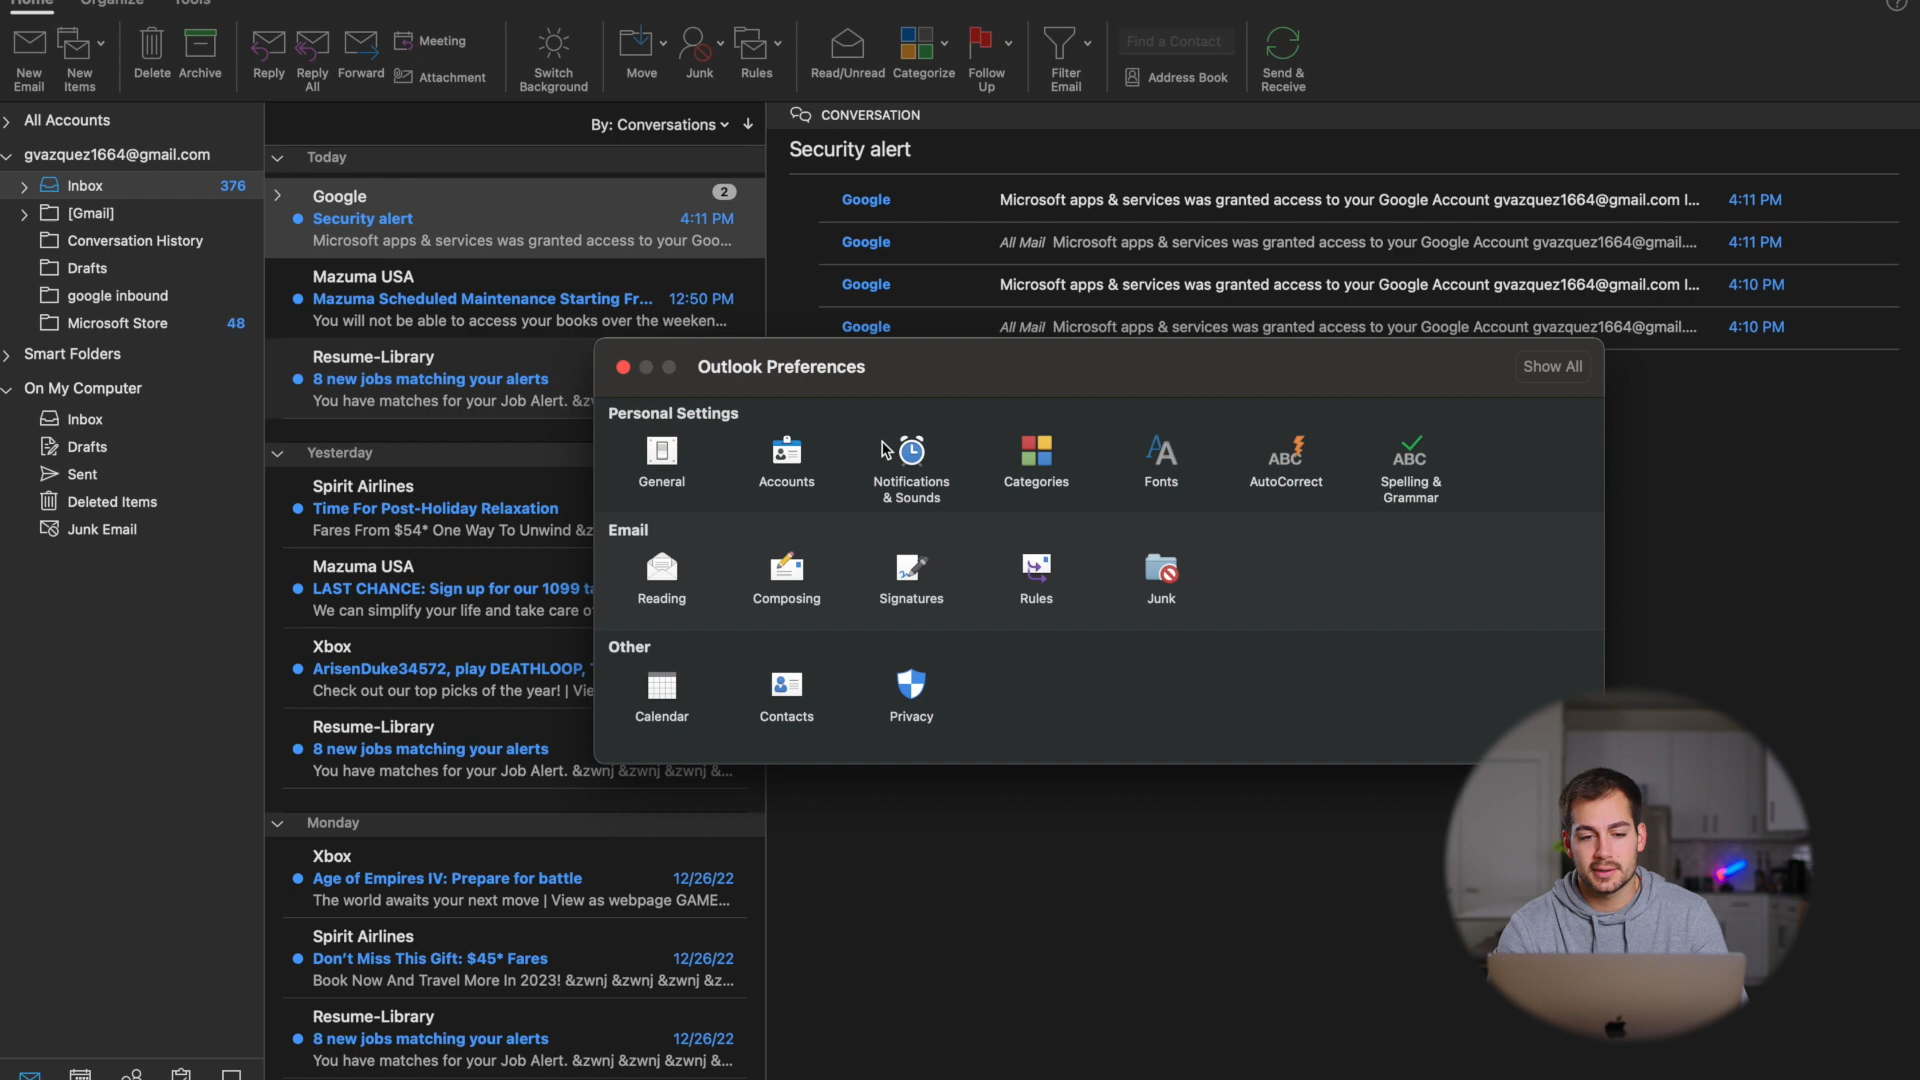 Home Organize Tools
New Email
New Items
Delete
Archive
Reply
Reply All
Forward
Meeting
Attachment
Switch Background
Move
Junk
Rules
Read/Unread
Categorize
Follow Up
Filter Email
Find a Contact
Address Book
Send & Receive
All Accounts
gvazquez1664@gmail.com
Inbox 376
[Gmail]
Conversation History
Drafts
google inbound
Microsoft Store 48
Smart Folders
On My Computer
Inbox
Drafts
Sent
Deleted Items
Junk Email
By: Conversations
Today
Google 2
Security alert 4:11 PM
Microsoft apps & services was granted access to your Goo...
Mazuma USA
Mazuma Scheduled Maintenance Starting Fr... 12:50 PM
You will not be able to access your books over the weeken...
Resume-Library
8 new jobs matching your alerts
You have matches for your Job Alert. &zw
Yesterday
Spirit Airlines
Time For Post-Holiday Relaxation
Fares From $54* One Way To Unwind &z
Mazuma USA
LAST CHANCE: Sign up for our 1099 ta
We can simplify your life and take care o
Xbox
ArisenDuke34572, play DEATHLOOP,
Check out our top picks of the year! | Vie
Resume-Library
8 new jobs matching your alerts
You have matches for your Job Alert. &zwnj &zwnj &zwnj &...
Monday
Xbox
Age of Empires IV: Prepare for battle 12/26/22
The world awaits your next move | View as webpage GAME...
Spirit Airlines
Don't Miss This Gift: $45* Fares 12/26/22
Book Now And Travel More In 2023! &zwnj &zwnj &zwnj &z...
Resume-Library
8 new jobs matching your alerts 12/26/22
You have matches for your Job Alert. &zwnj &zwnj &zwnj &...
CONVERSATION
Security alert
Google Microsoft apps & services was granted access to your Google Account gvazquez1664@gmail.com I... 4:11 PM
Google All Mail Microsoft apps & services was granted access to your Google Account gvazquez1664@gmail.... 4:11 PM
Google Microsoft apps & services was granted access to your Google Account gvazquez1664@gmail.com I... 4:10 PM
Google All Mail Microsoft apps & services was granted access to your Google Account gvazquez1664@gmail.... 4:10 PM
Outlook Preferences Show All
Personal Settings
General
Accounts
Notifications & Sounds
Categories
Fonts
ABC
AutoCorrect
ABC
Spelling & Grammar
Email
Reading
Composing
Signatures
Rules
Junk
Other
Calendar
Contacts
Privacy